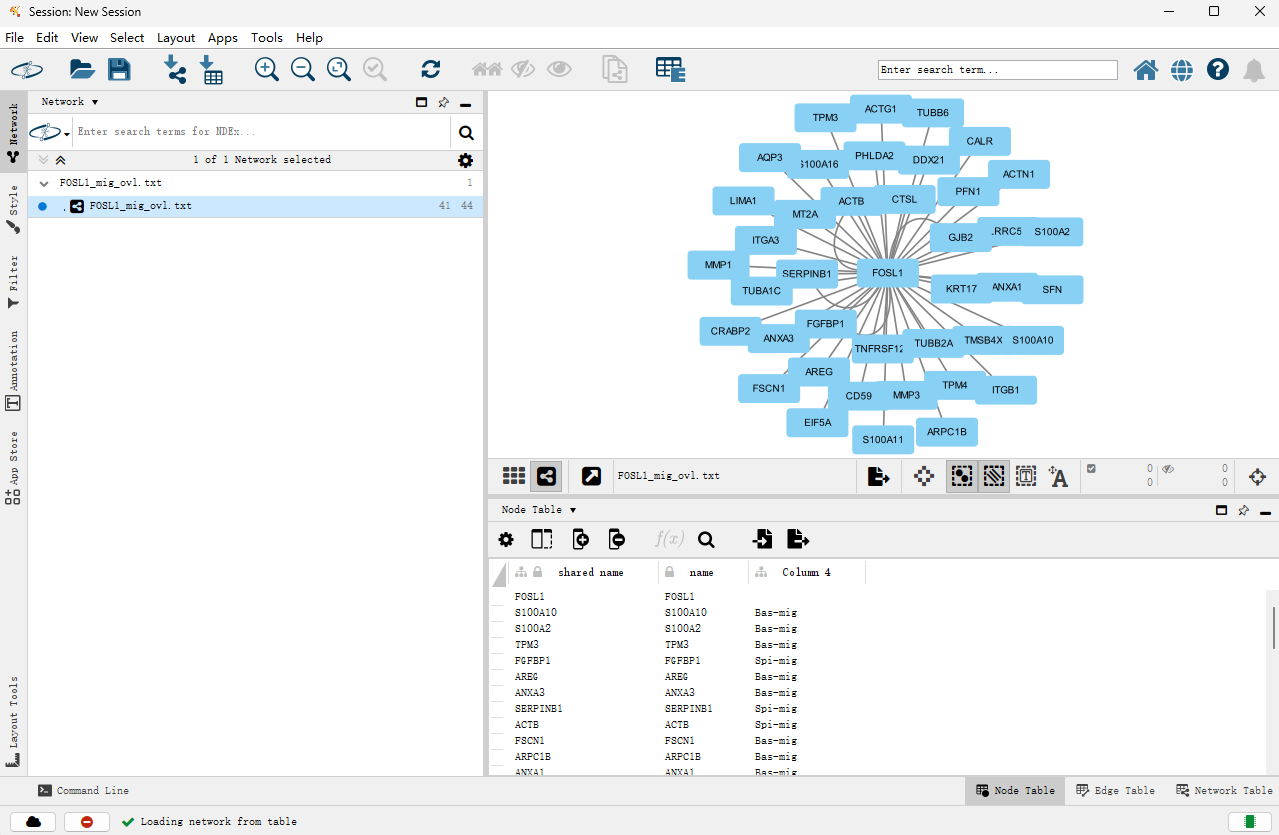 Session: New Session
File Edit View Select Layout Apps Tools Help
Enter search term...
Network
Style
Filter
Annotation
App Store
Layout Tools
Network
Enter search terms for NDEx...
1 of 1 Network selected
FOSL1_mig_ovl.txt 1
FOSL1_mig_ovl.txt 41 44
ACTG1
TPM3 TUBB6
CALR
AQP3 S100A16 PHLDA2 DDX21
ACTN1
LIMA1 MT2A ACTB CTSL PFN1
ITGA3 GJB2 LRRC5 S100A2
MMP1 SERPINB1 FOSL1
TUBA1C KRT17 ANXA1 SFN
CRABP2 ANXA3 FGFBP1
TNFRSF12 TUBB2A TMSB4X S100A10
FSCN1 AREG
CD59 MMP3 TPM4 ITGB1
EIF5A
S100A11 ARPC1B
FOSL1_mig_ovl.txt
T A
0 0
0 0
Node Table
f(x)
shared name name Column 4
FOSL1 FOSL1
S100A10 S100A10 Bas-mig
S100A2 S100A2 Bas-mig
TPM3 TPM3 Bas-mig
FGFBP1 FGFBP1 Spi-mig
AREG AREG Bas-mig
ANXA3 ANXA3 Bas-mig
SERPINB1 SERPINB1 Spi-mig
ACTB ACTB Spi-mig
FSCN1 FSCN1 Bas-mig
ARPC1B ARPC1B Bas-mig
ANXA1 ANXA1 Bas-mig
Command Line
Node Table Edge Table Network Table
Loading network from table